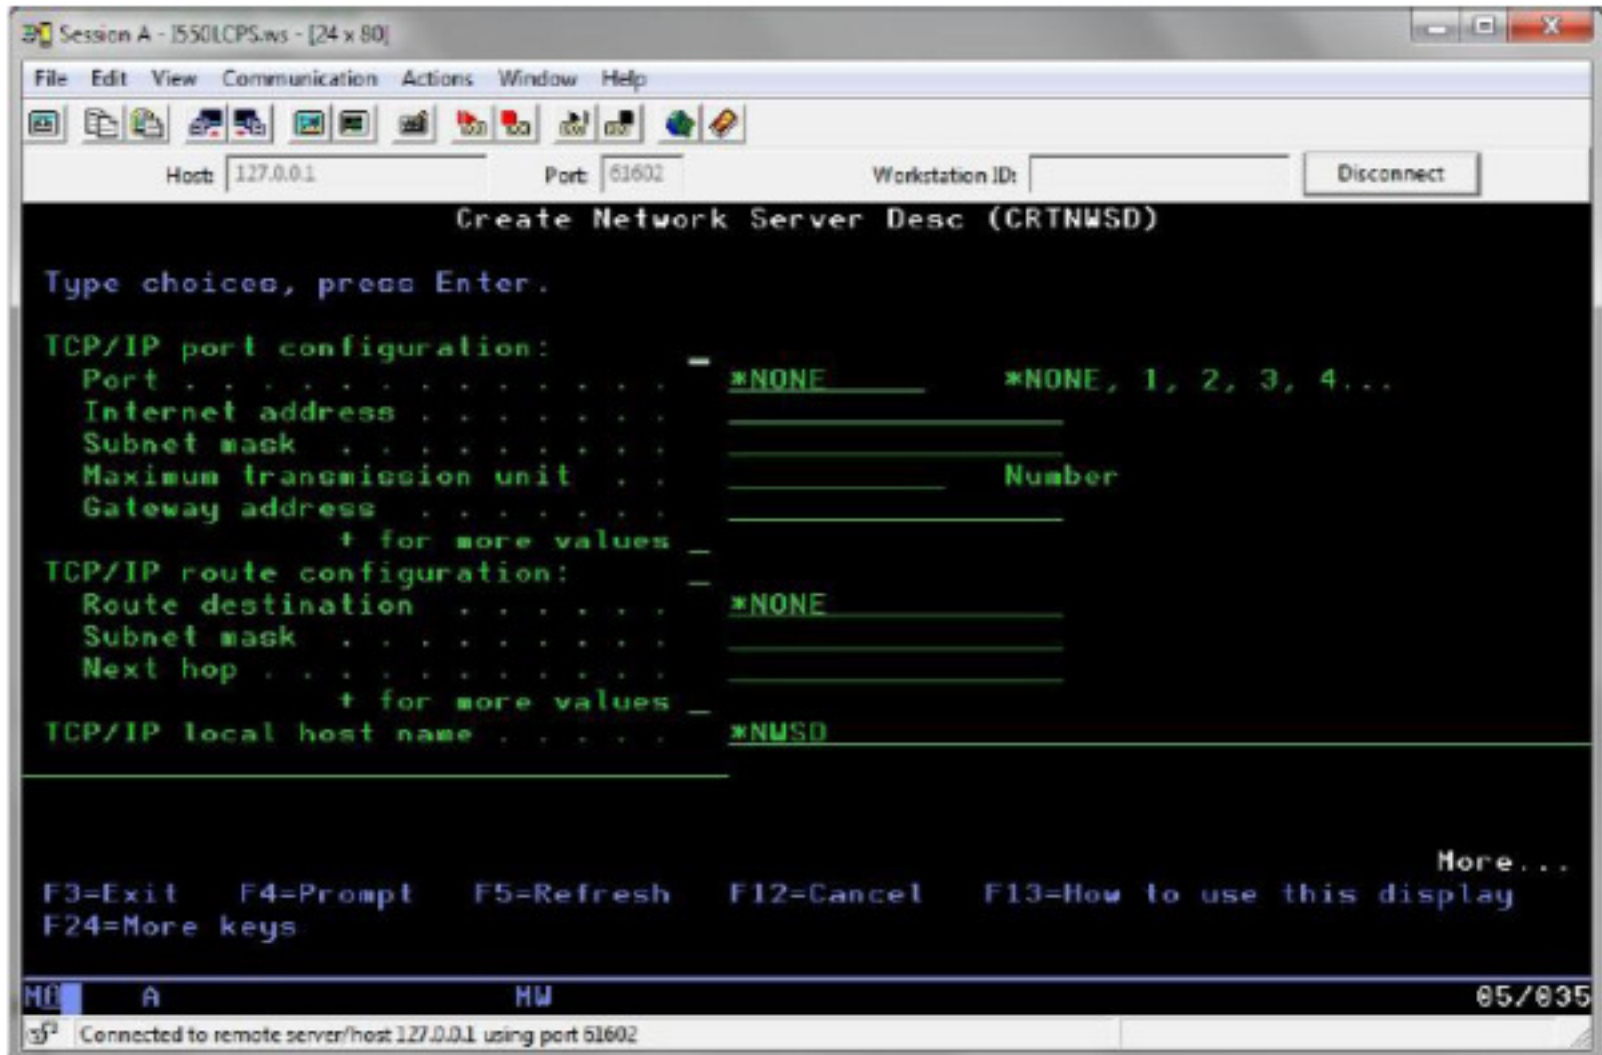 Session A - I550LCPS.ws - [24 x 80]
File Edit View Communication Actions Window Help
Host: 127.0.0.1 Port: 61602 Workstation ID: Disconnect
Create Network Server Desc (CRTNWSD)
Type choices, press Enter.
TCP/IP port configuration: _
Port . . . . . . . . . . . . . *NONE *NONE, 1, 2, 3, 4...
Internet address . . . . . . .
Subnet mask . . . . . . . . .
Maximum transmission unit . . Number
Gateway address . . . . . . .
+ for more values _
TCP/IP route configuration: _
Route destination . . . . . . *NONE
Subnet mask . . . . . . . . .
Next hop . . . . . . . . . . .
+ for more values _
TCP/IP local host name . . . . . *NWSD
More...
F3=Exit F4=Prompt F5=Refresh F12=Cancel F13=How to use this display
F24=More keys
A MW 05/035
Connected to remote server/host 127.0.0.1 using port 61602